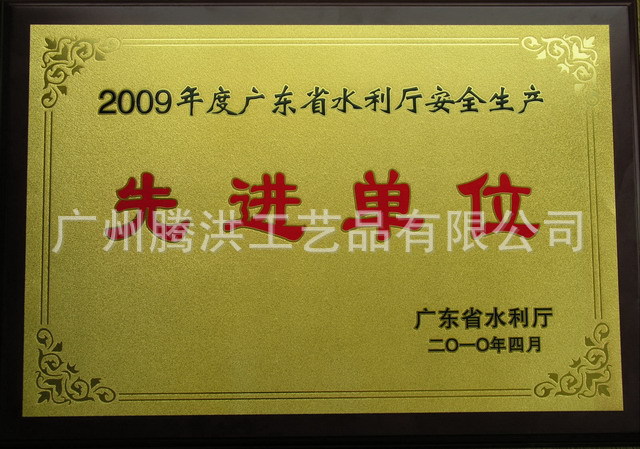 2009年度广东省水利厅安全生产
先进单位
广州腾洪工艺品有限公司
广东省水利厅
二〇一〇年四月